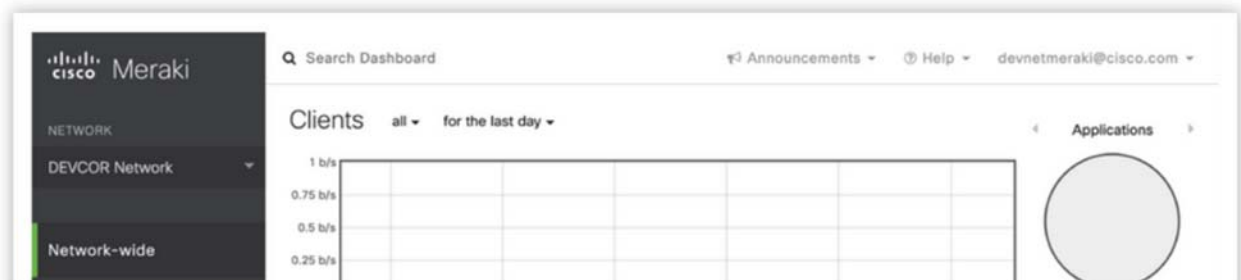 cisco Meraki
Search Dashboard
Announcements
Help
devnetmeraki@cisco.com
NETWORK
DEVCOR Network
Network-wide
Clients all for the last day
1 b/s
0.75 b/s
0.5 b/s
0.25 b/s
Applications